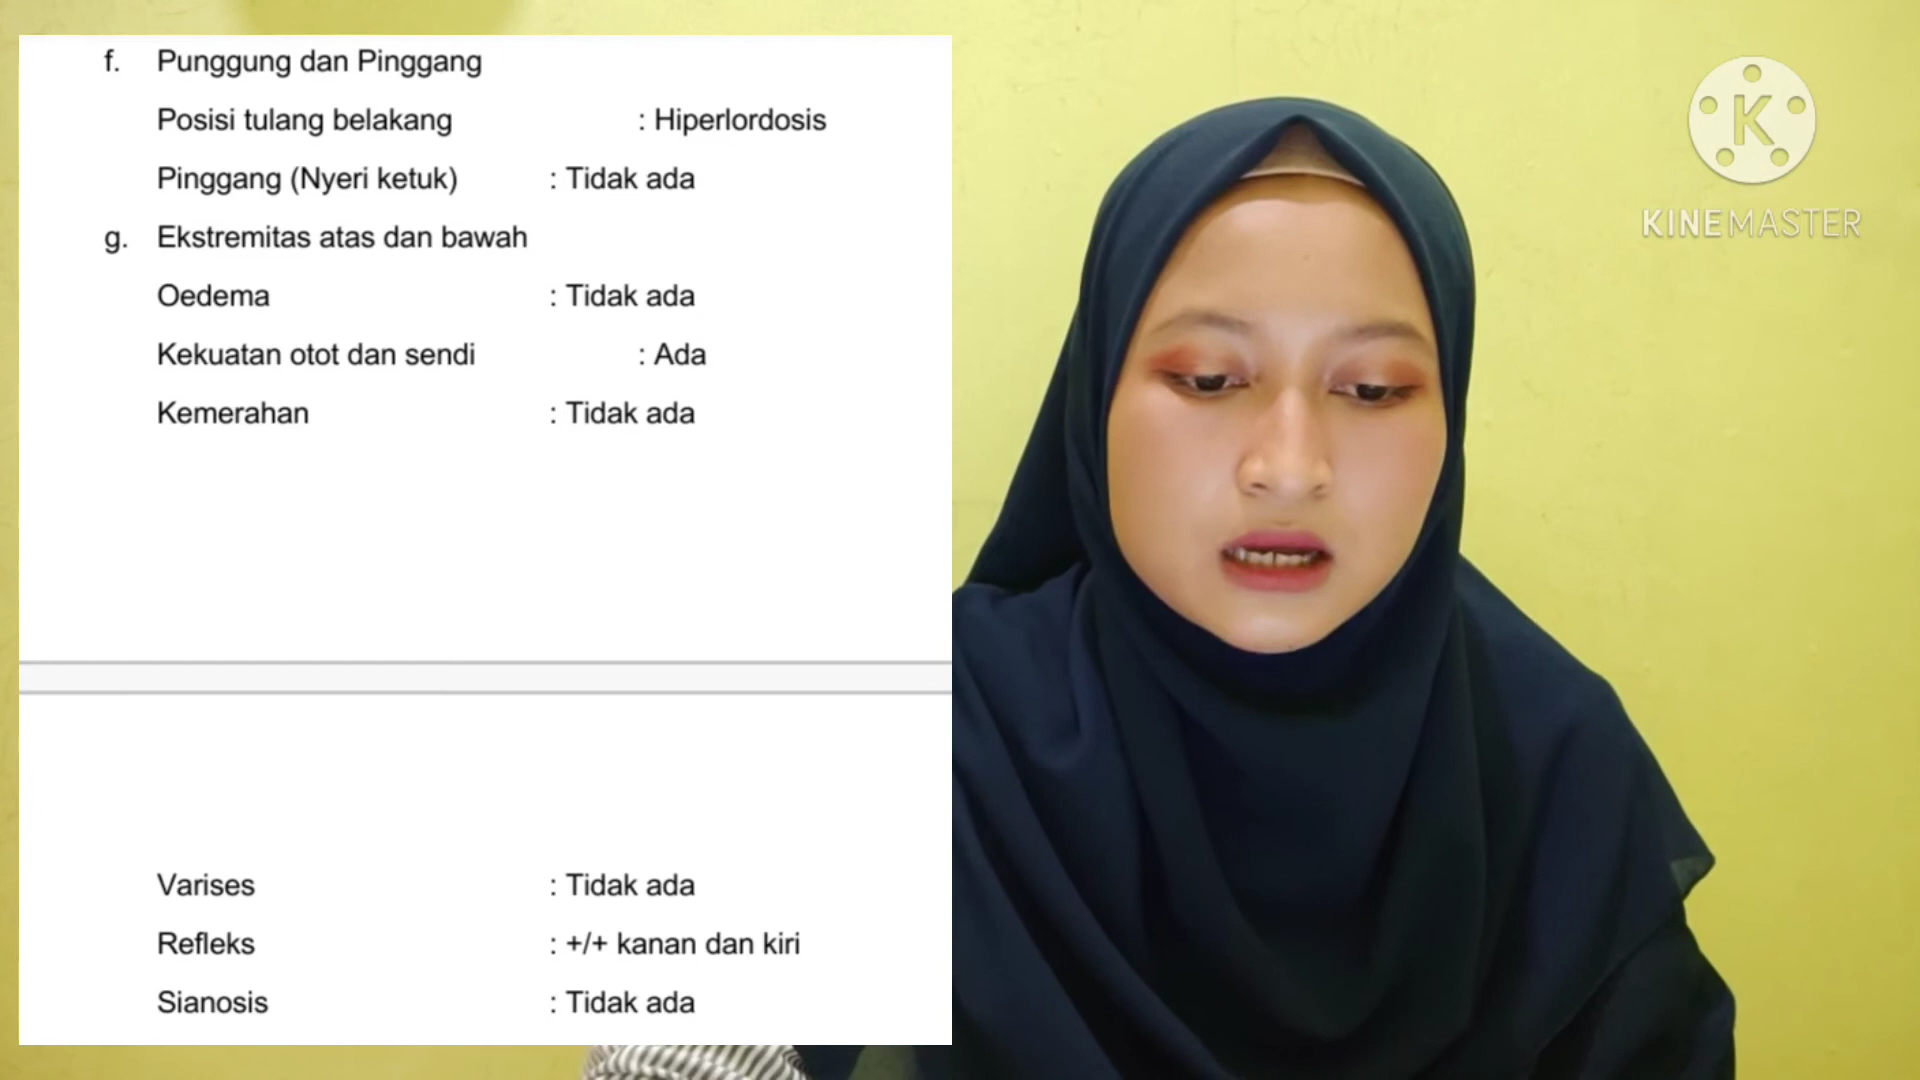 f. Punggung dan Pinggang
Posisi tulang belakang : Hiperlordosis
Pinggang (Nyeri ketuk) : Tidak ada
g. Ekstremitas atas dan bawah
Oedema : Tidak ada
Kekuatan otot dan sendi : Ada
Kemerahan : Tidak ada
Varises : Tidak ada
Refleks : +/+ kanan dan kiri
Sianosis : Tidak ada
K
KINEMASTER